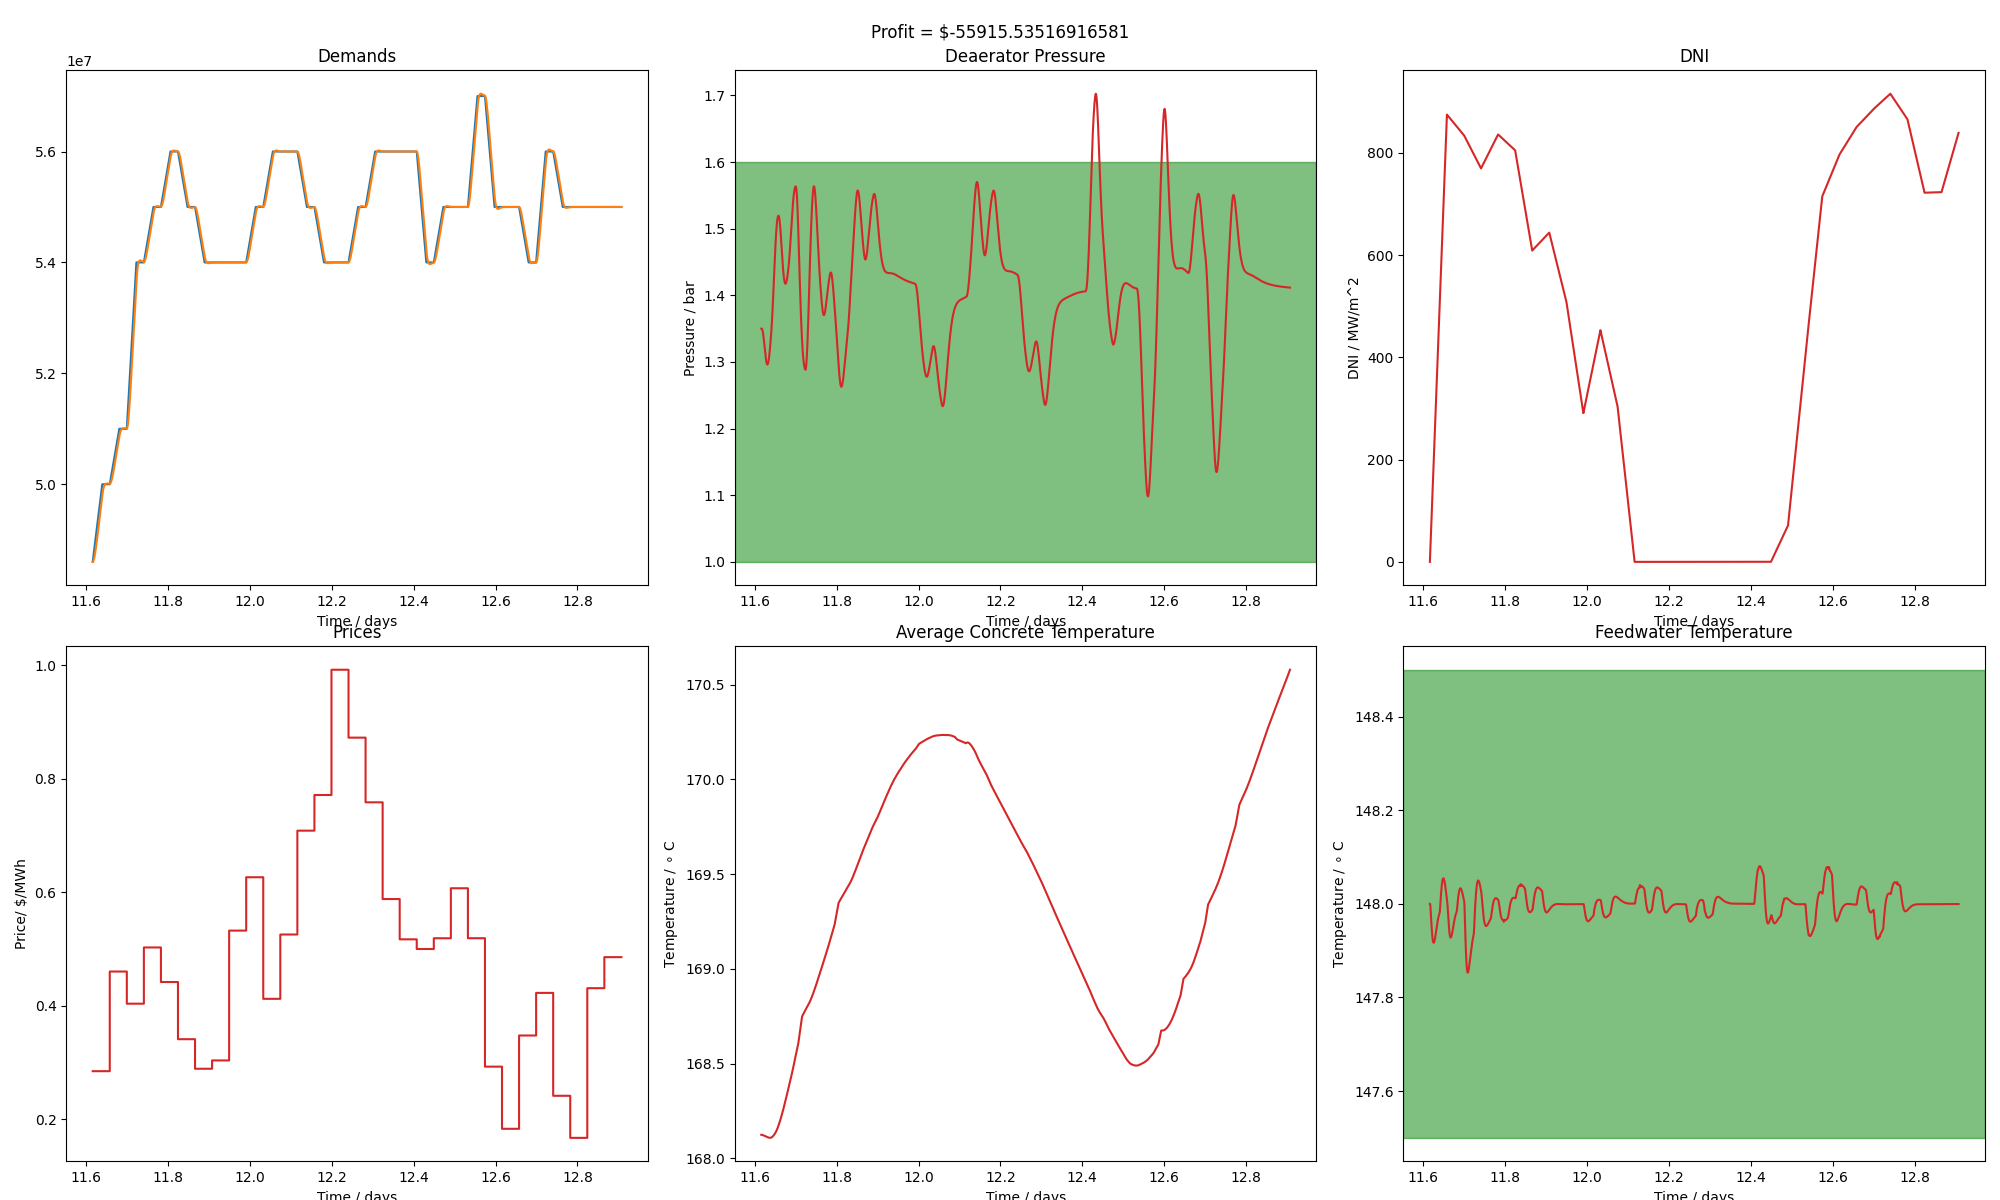 Profit = $-55915.53516916581
Demands
1e7
5.6
5.4
5.2
5.0
11.6 11.8 12.0 12.2 12.4 12.6 12.8
Time / days
Deaerator Pressure
Pressure / bar
1.7
1.6
1.5
1.4
1.3
1.2
1.1
1.0
11.6 11.8 12.0 12.2 12.4 12.6 12.8
Time / days
DNI
DNI / MW/m^2
800
600
400
200
0
11.6 11.8 12.0 12.2 12.4 12.6 12.8
Time / days
Prices
Price/ $/MWh
1.0
0.8
0.6
0.4
0.2
11.6 11.8 12.0 12.2 12.4 12.6 12.8
Time / days
Average Concrete Temperature
Temperature / ∘ C
170.5
170.0
169.5
169.0
168.5
168.0
11.6 11.8 12.0 12.2 12.4 12.6 12.8
Time / days
Feedwater Temperature
Temperature / ∘ C
148.4
148.2
148.0
147.8
147.6
11.6 11.8 12.0 12.2 12.4 12.6 12.8
Time / days